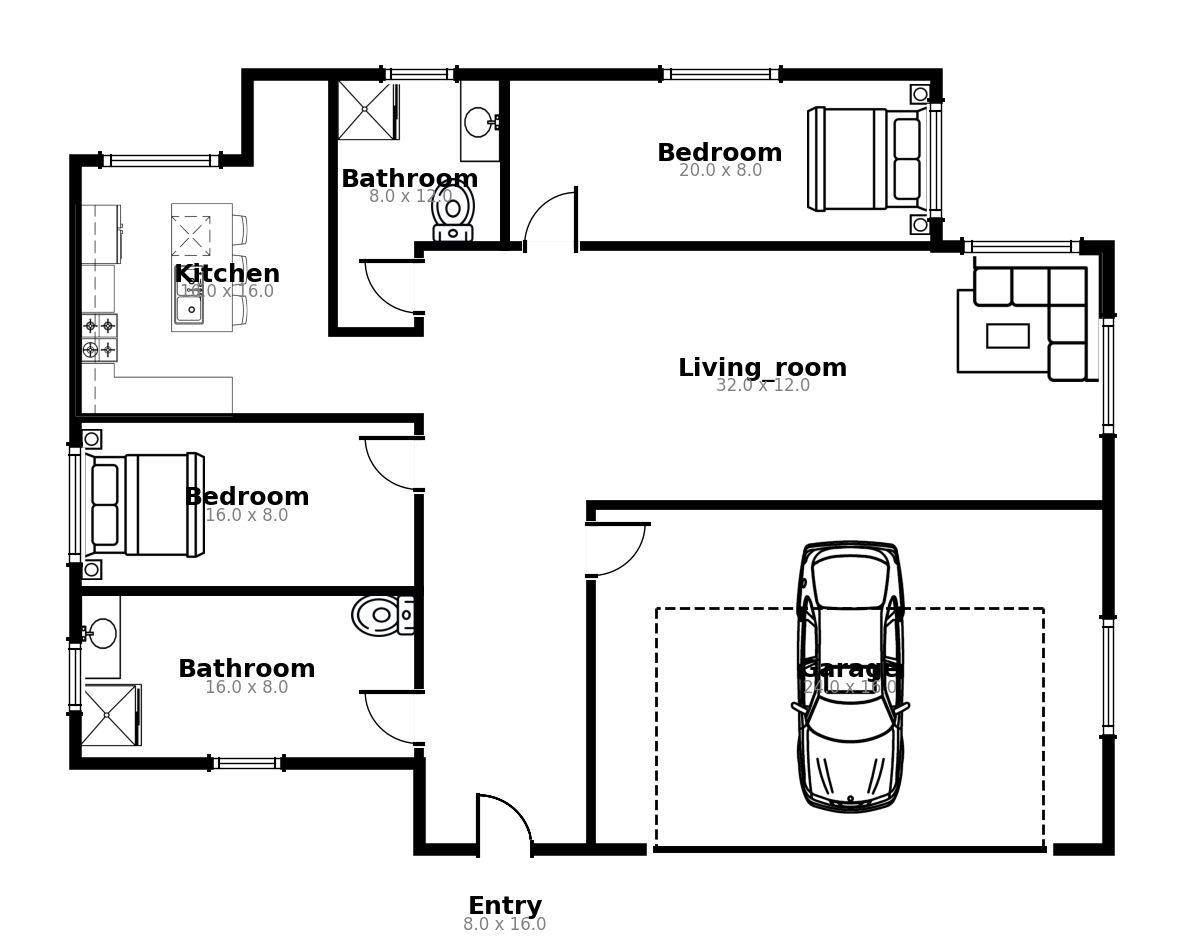 Bedroom
20.0 x 8.0
Bathroom
8.0 x 12.0
Kitchen
16.0 x 16.0
Living_room
32.0 x 12.0
Bedroom
16.0 x 8.0
Bathroom
16.0 x 8.0
Garage
24.0 x 16.0
Entry
8.0 x 16.0